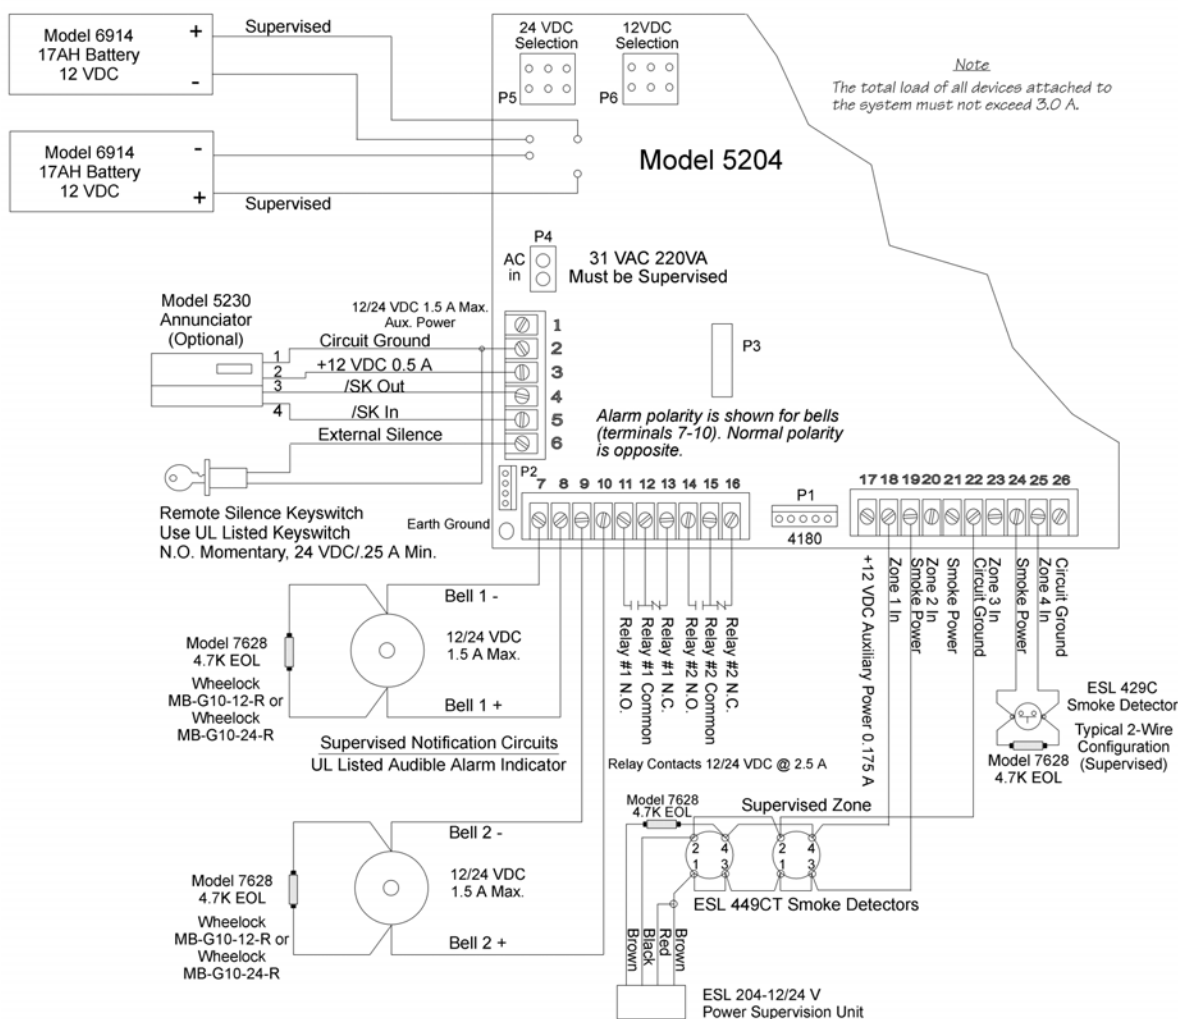 Model 6914
17AH Battery
12 VDC
+
-
Supervised
24 VDC
Selection
P5
12VDC
Selection
P6
Note
The total load of all devices attached to
the system must not exceed 3.0 A.
Model 6914
17AH Battery
12 VDC
-
+
Supervised
Model 5204
P4
AC
in
31 VAC 220VA
Must be Supervised
Model 5230
Annunciator
(Optional)
12/24 VDC 1.5 A Max.
Aux. Power
Circuit Ground
+12 VDC 0.5 A
/SK Out
/SK In
External Silence
1
2
3
4
1
2
3
4
5
6
P3
Alarm polarity is shown for bells
(terminals 7-10). Normal polarity
is opposite.
P2
7 8 9 10 11 12 13 14 15 16
P1
4180
17 18 19 20 21 22 23 24 25 26
Earth Ground
Remote Silence Keyswitch
Use UL Listed Keyswitch
N.O. Momentary, 24 VDC/.25 A Min.
Bell 1 -
12/24 VDC
1.5 A Max.
Bell 1 +
Model 7628
4.7K EOL
Wheelock
MB-G10-12-R or
Wheelock
MB-G10-24-R
Supervised Notification Circuits
UL Listed Audible Alarm Indicator
Relay #1 N.O.
Relay #1 Common
Relay #1 N.C.
Relay #2 N.O.
Relay #2 Common
Relay #2 N.C.
Relay Contacts 12/24 VDC @ 2.5 A
+12 VDC Auxiliary Power 0.175 A
Zone 1 In
Smoke Power
Zone 2 In
Smoke Power
Circuit Ground
Zone 3 In
Smoke Power
Zone 4 In
Circuit Ground
ESL 429C
Smoke Detector
Typical 2-Wire
Configuration
(Supervised)
Model 7628
4.7K EOL
Bell 2 -
12/24 VDC
1.5 A Max.
Bell 2 +
Model 7628
4.7K EOL
Wheelock
MB-G10-12-R or
Wheelock
MB-G10-24-R
Model 7628
4.7K EOL
Supervised Zone
2 4
1 3
2 4
1 3
ESL 449CT Smoke Detectors
Brown
Black
Red
Brown
ESL 204-12/24 V
Power Supervision Unit